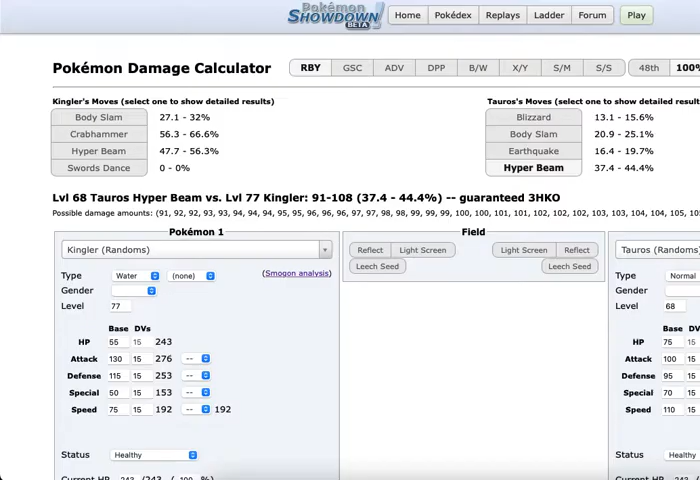 Pokémon
SHOWDOWN!
BETA
Home Pokédex Replays Ladder Forum Play
Pokémon Damage Calculator RBY GSC ADV DPP B/W X/Y S/M S/S 48th 100%
Kingler's Moves (select one to show detailed results) Tauros's Moves (select one to show detailed result
Body Slam 27.1 - 32% Blizzard 13.1 - 15.6%
Crabhammer 56.3 - 66.6% Body Slam 20.9 - 25.1%
Hyper Beam 47.7 - 56.3% Earthquake 16.4 - 19.7%
Swords Dance 0 - 0% Hyper Beam 37.4 - 44.4%
Lvl 68 Tauros Hyper Beam vs. Lvl 77 Kingler: 91-108 (37.4 - 44.4%) -- guaranteed 3HKO
Possible damage amounts: (91, 92, 92, 93, 93, 94, 94, 94, 95, 95, 96, 96, 96, 97, 97, 98, 98, 99, 99, 99, 100, 100, 101, 101, 102, 102, 102, 103, 103, 104, 104, 105, 10
Pokémon 1 Field
Kingler (Randoms) Reflect Light Screen Light Screen Reflect Tauros (Randoms)
Leech Seed Leech Seed
Type Water (none) (Smogon analysis) Type Normal
Gender Gender
Level 77 Level 68
Base DVs Base DVs
HP 55 15 243 HP 75 15
Attack 130 15 276 -- Attack 100 15
Defense 115 15 253 -- Defense 95 15
Special 50 15 153 -- Special 70 15
Speed 75 15 192 -- 192 Speed 110 15
Status Healthy Status Healthy
Current HP 243 /243 ( 100 %) Current HP